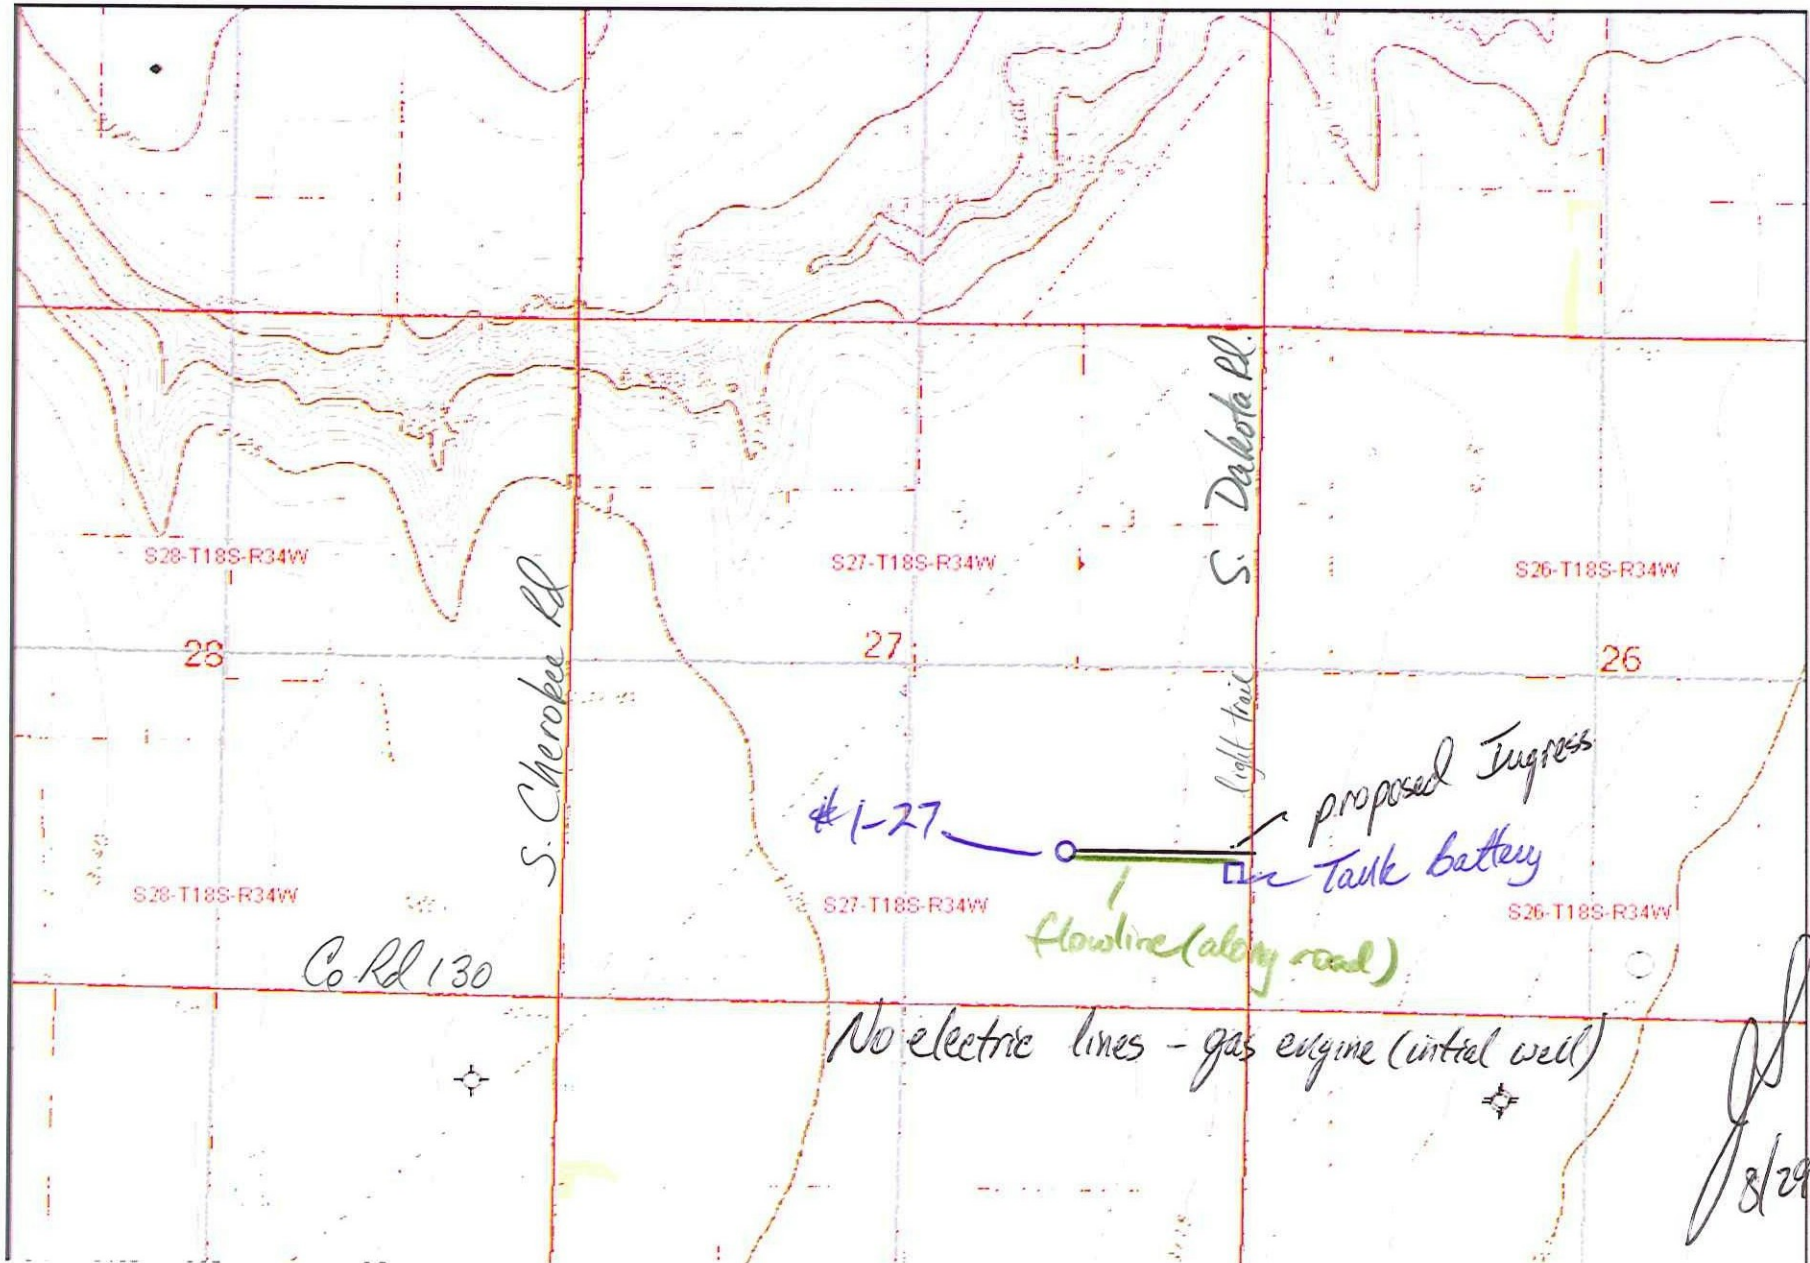 S. Dakota Rd.
S28-T18S-R34W
S27-T18S-R34W
S26-T18S-R34W
S. Cherokee Rd
28
27
26
light trail
proposed Ingress
#1-27
Tank battery
S28-T18S-R34W
S27-T18S-R34W
S26-T18S-R34W
flowline (along road)
Co Rd 130
No electric lines - gas engine (intial well)
8/29